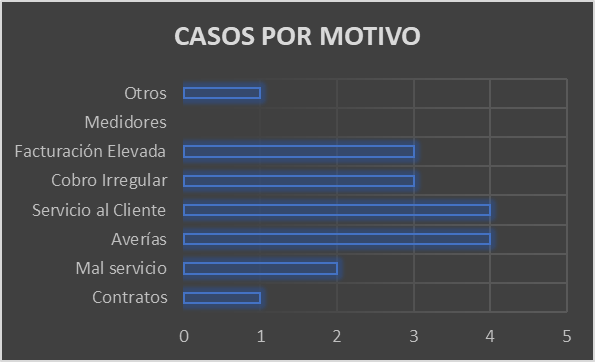 CASOS POR MOTIVO
Otros
Medidores
Facturación Elevada
Cobro Irregular
Servicio al Cliente
Averías
Mal servicio
Contratos
0 1 2 3 4 5